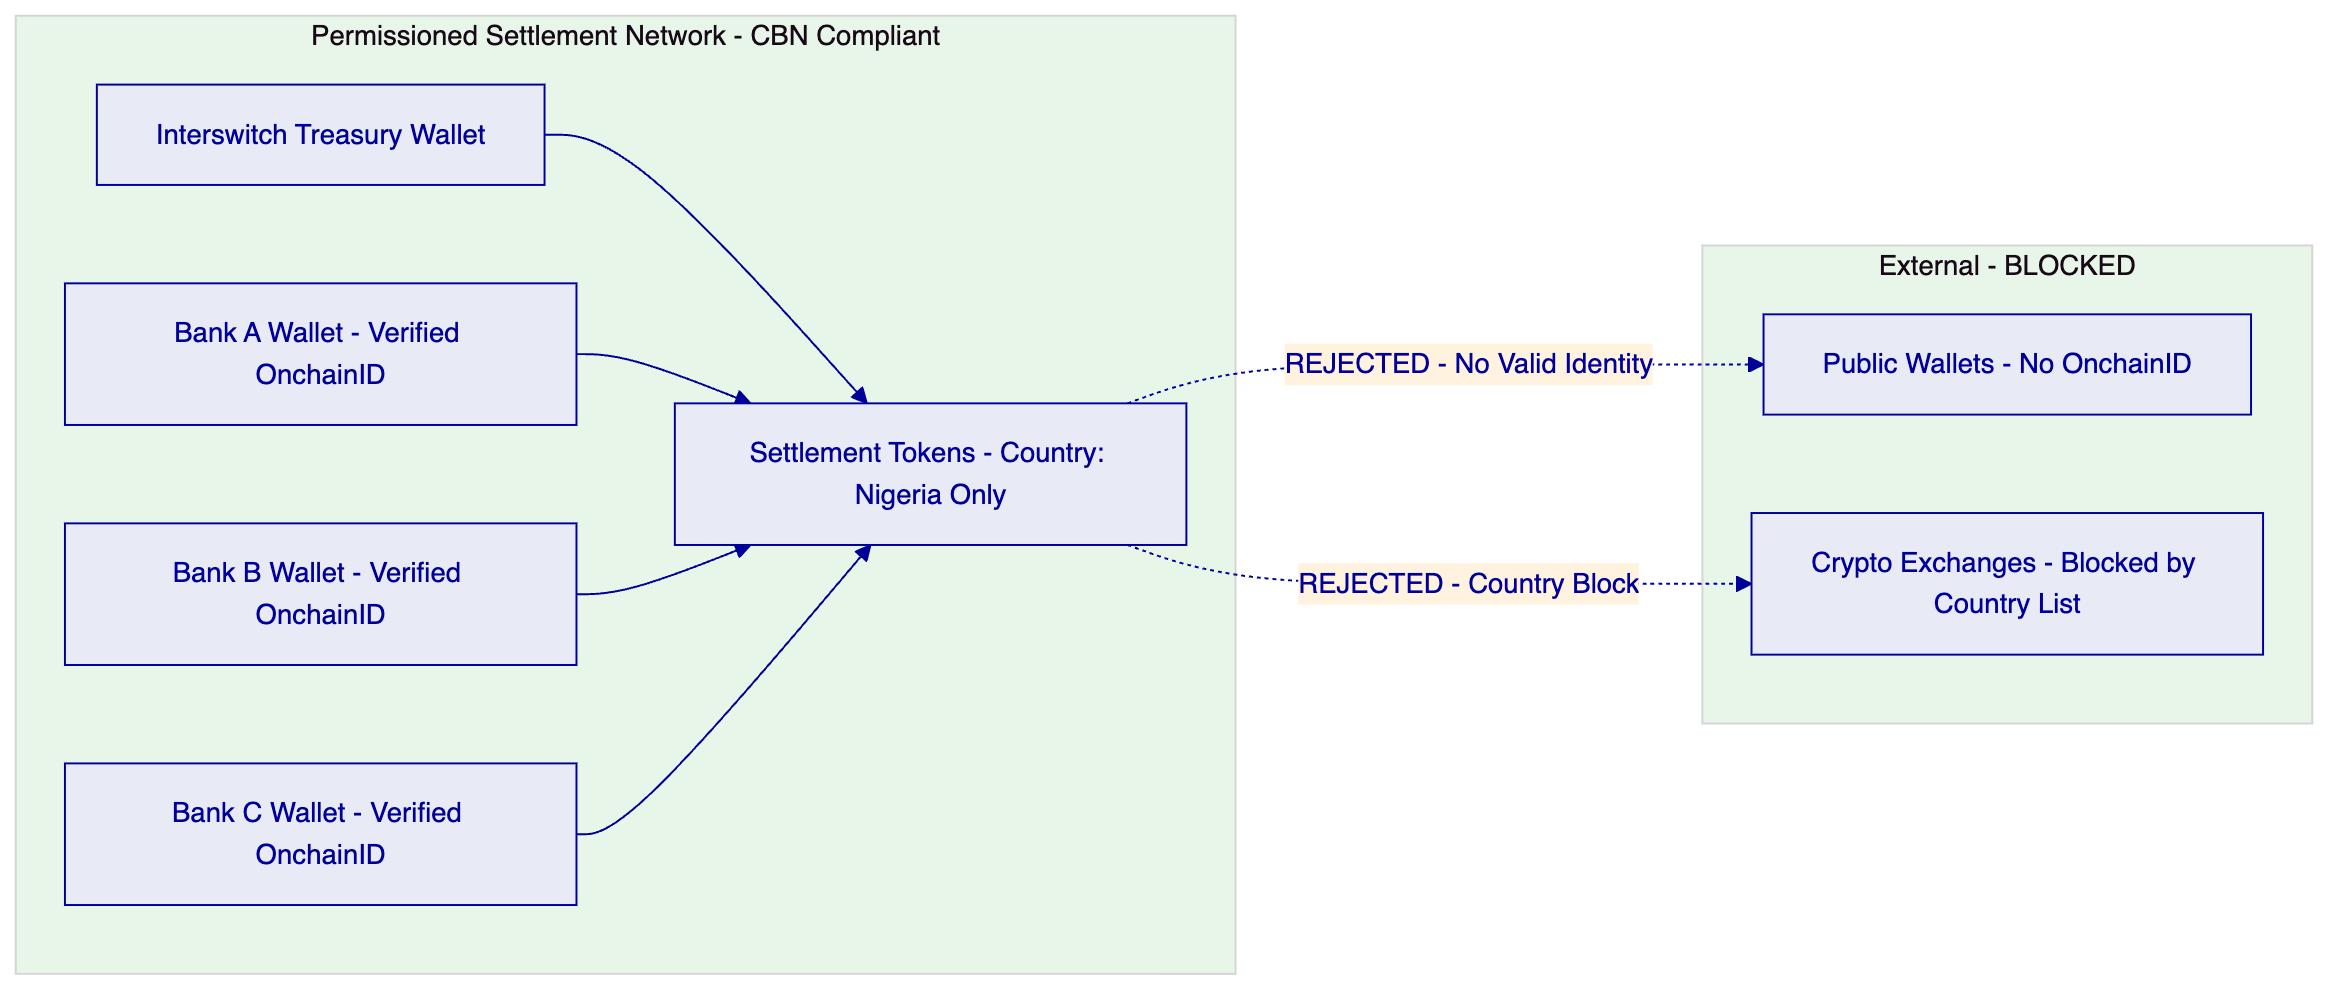 Permissioned Settlement Network - CBN Compliant
Interswitch Treasury Wallet
Bank A Wallet - Verified
OnchainID
Bank B Wallet - Verified
OnchainID
Bank C Wallet - Verified
OnchainID
Settlement Tokens - Country:
Nigeria Only
REJECTED - No Valid Identity
REJECTED - Country Block
External - BLOCKED
Public Wallets - No OnchainID
Crypto Exchanges - Blocked by
Country List